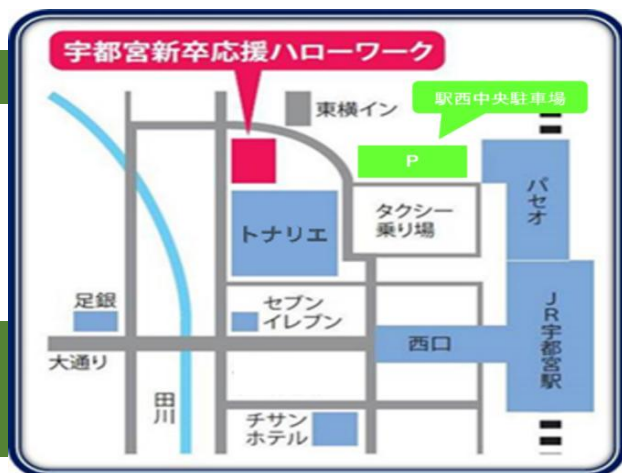 宇都宮新卒応援ハローワーク
東横イン
駅西中央駐車場
P
パセオ
タクシー
乗り場
トナリエ
足銀
セブン
イレブン
JR宇都宮駅
西口
大通り
田川
チサン
ホテル